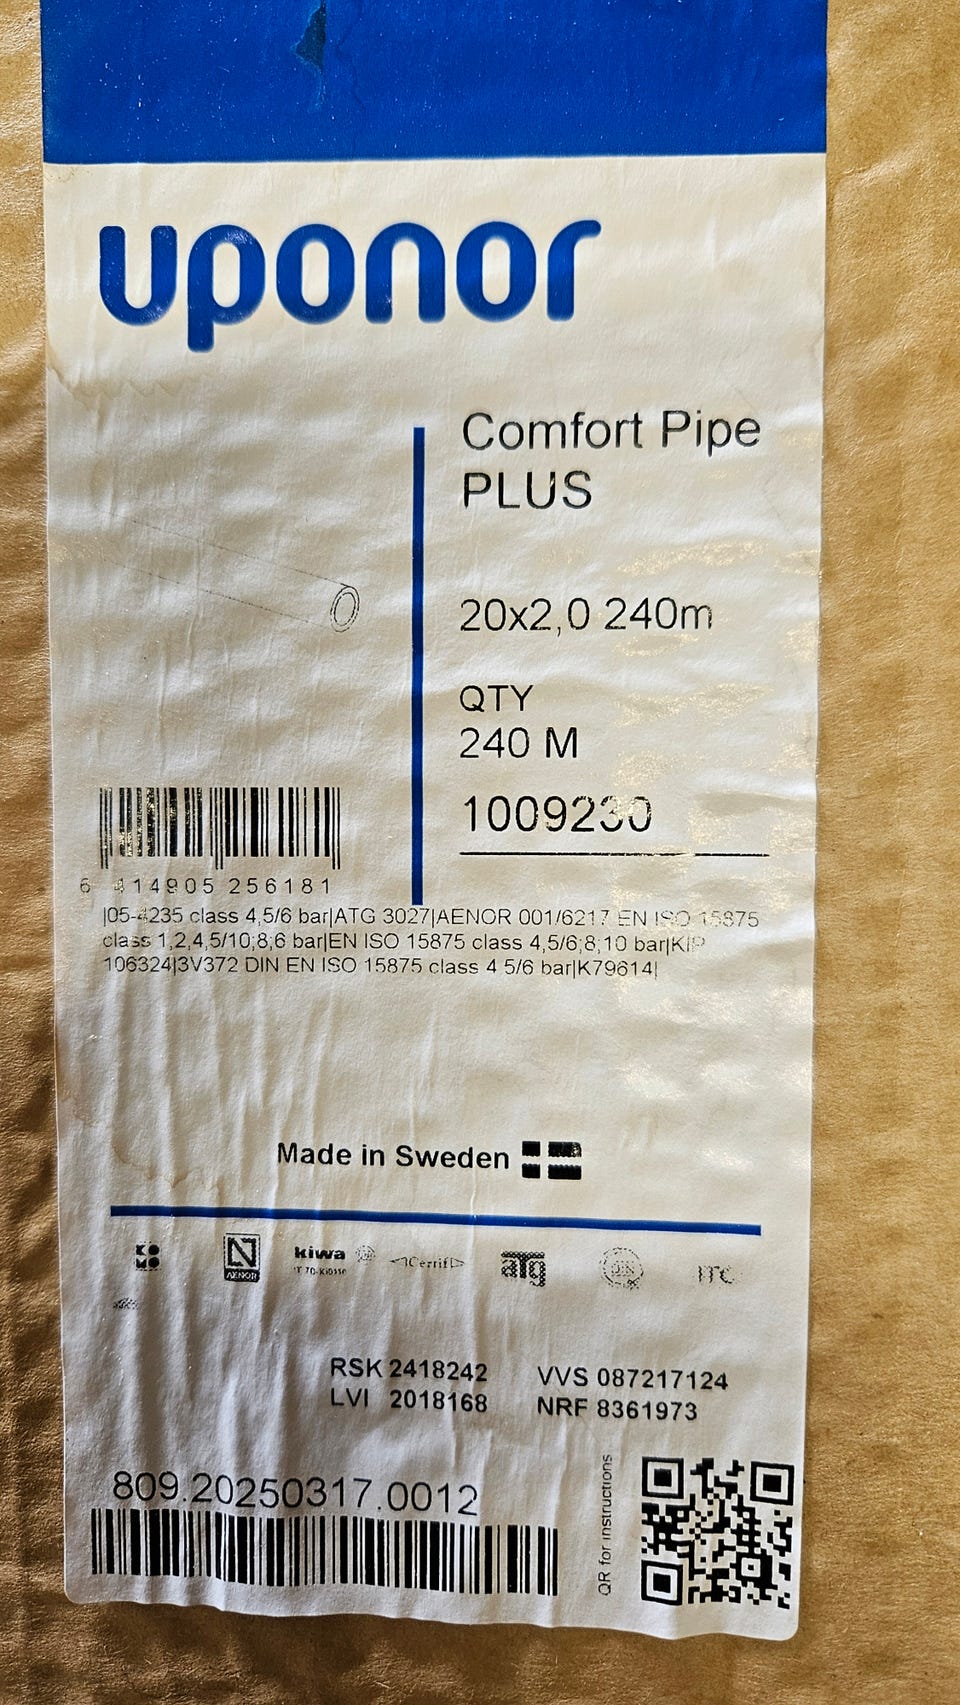 uponor
Comfort Pipe
PLUS
20x2,0 240m
QTY
240 M
1009230
6 414905 256181
|05-4235 class 4,5/6 bar|ATG 3027|AENOR 001/6217 EN ISO 15875
class 1,2,4,5/10;8;6 bar|EN ISO 15875 class 4,5/6;8;10 bar|KIP
106324|3V372 DIN EN ISO 15875 class 4 5/6 bar|K79614|
Made in Sweden
KOMO
AENOR
kiwa
atg
DIN
RSK 2418242 VVS 087217124
LVI 2018168 NRF 8361973
809.20250317.0012
QR for instructions